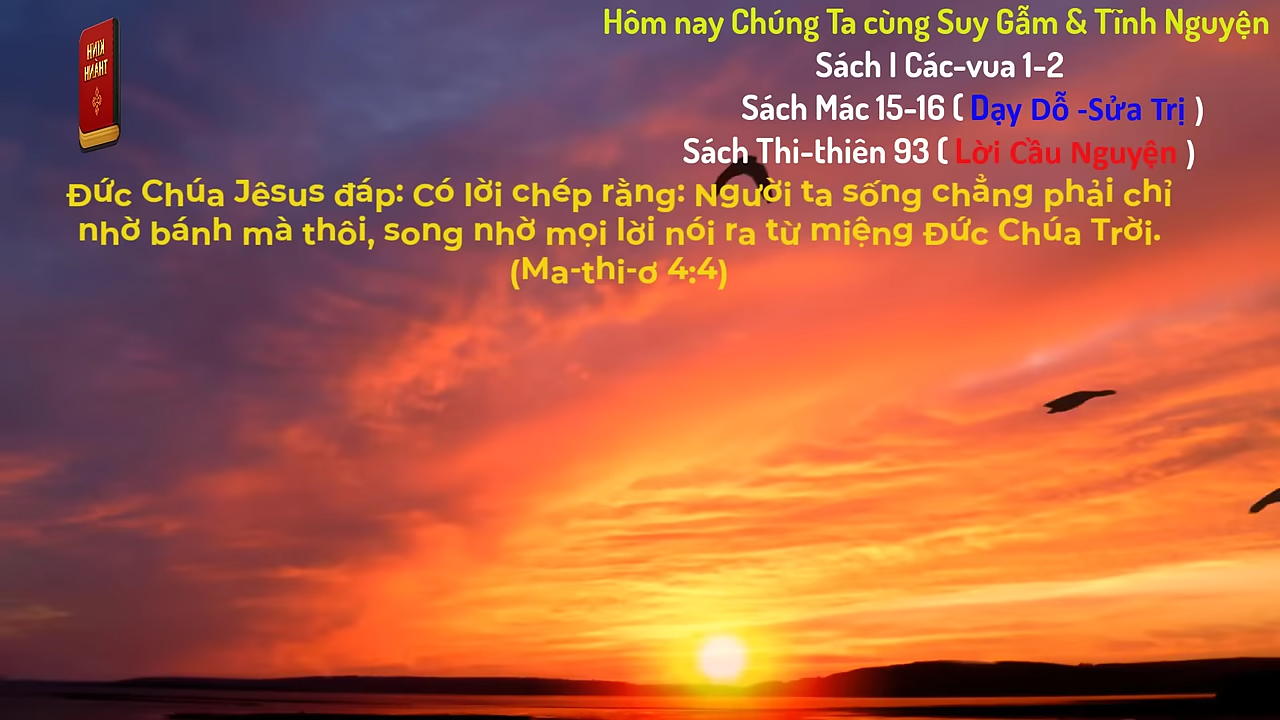 KINH
THÁNH
Hôm nay Chúng Ta cùng Suy Gẫm & Tĩnh Nguyện
Sách I Các-vua 1-2
Sách Mác 15-16 ( Dạy Dỗ -Sửa Trị )
Sách Thi-thiên 93 ( Lời Cầu Nguyện )
Đức Chúa Jêsus đáp: Có lời chép rằng: Người ta sống chẳng phải chỉ
nhờ bánh mà thôi, song nhờ mọi lời nói ra từ miệng Đức Chúa Trời.
(Ma-thi-ơ 4:4)